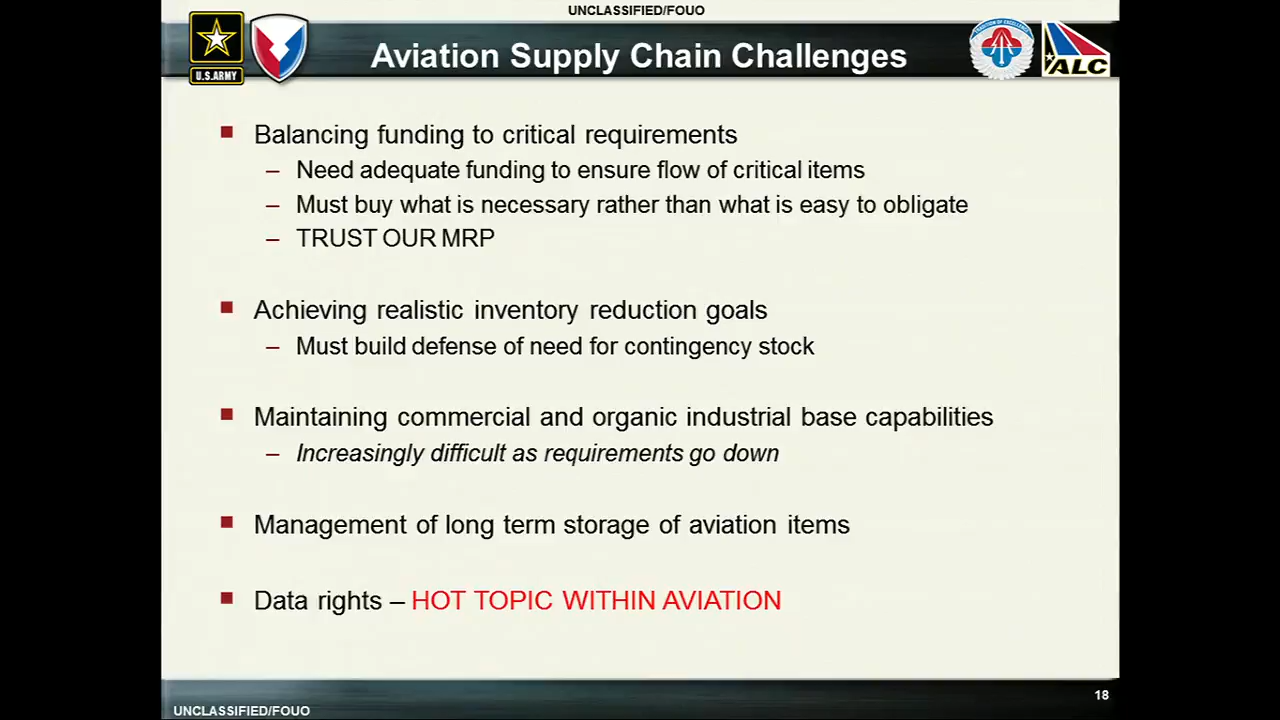 UNCLASSIFIED/FOUO
U.S.ARMY
Aviation Supply Chain Challenges
TRADITION OF EXCELLENCE
ALC
Balancing funding to critical requirements
– Need adequate funding to ensure flow of critical items
– Must buy what is necessary rather than what is easy to obligate
– TRUST OUR MRP
Achieving realistic inventory reduction goals
– Must build defense of need for contingency stock
Maintaining commercial and organic industrial base capabilities
– Increasingly difficult as requirements go down
Management of long term storage of aviation items
Data rights – HOT TOPIC WITHIN AVIATION
18
UNCLASSIFIED/FOUO